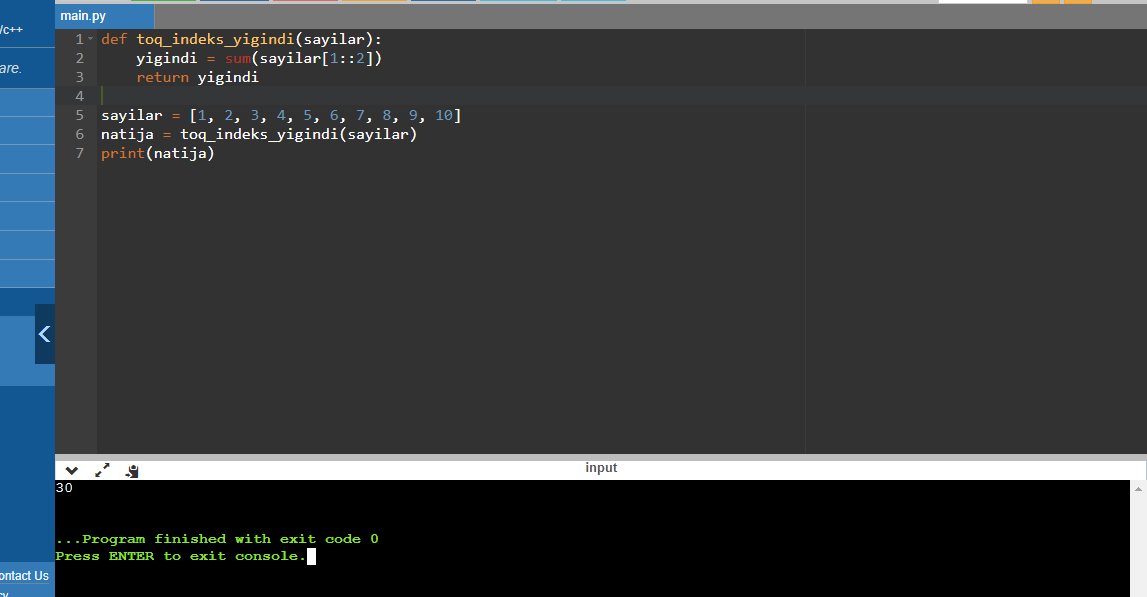 main.py
/c++
are.
1 def toq_indeks_yigindi(sayilar):
2 yigindi = sum(sayilar[1::2])
3 return yigindi
4
5 sayilar = [1, 2, 3, 4, 5, 6, 7, 8, 9, 10]
6 natija = toq_indeks_yigindi(sayilar)
7 print(natija)
input
30
...Program finished with exit code 0
Press ENTER to exit console.
ontact Us